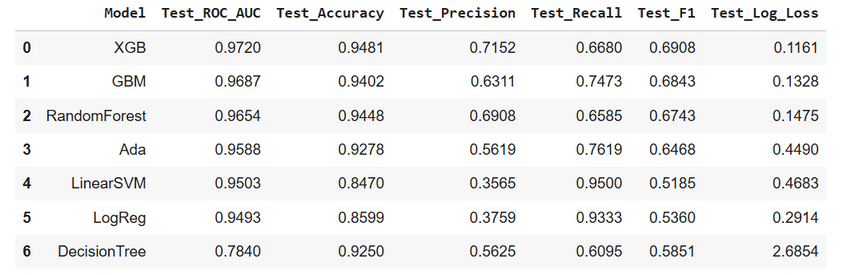 Model Test_ROC_AUC Test_Accuracy Test_Precision Test_Recall Test_F1 Test_Log_Loss
0 XGB 0.9720 0.9481 0.7152 0.6680 0.6908 0.1161
1 GBM 0.9687 0.9402 0.6311 0.7473 0.6843 0.1328
2 RandomForest 0.9654 0.9448 0.6908 0.6585 0.6743 0.1475
3 Ada 0.9588 0.9278 0.5619 0.7619 0.6468 0.4490
4 LinearSVM 0.9503 0.8470 0.3565 0.9500 0.5185 0.4683
5 LogReg 0.9493 0.8599 0.3759 0.9333 0.5360 0.2914
6 DecisionTree 0.7840 0.9250 0.5625 0.6095 0.5851 2.6854